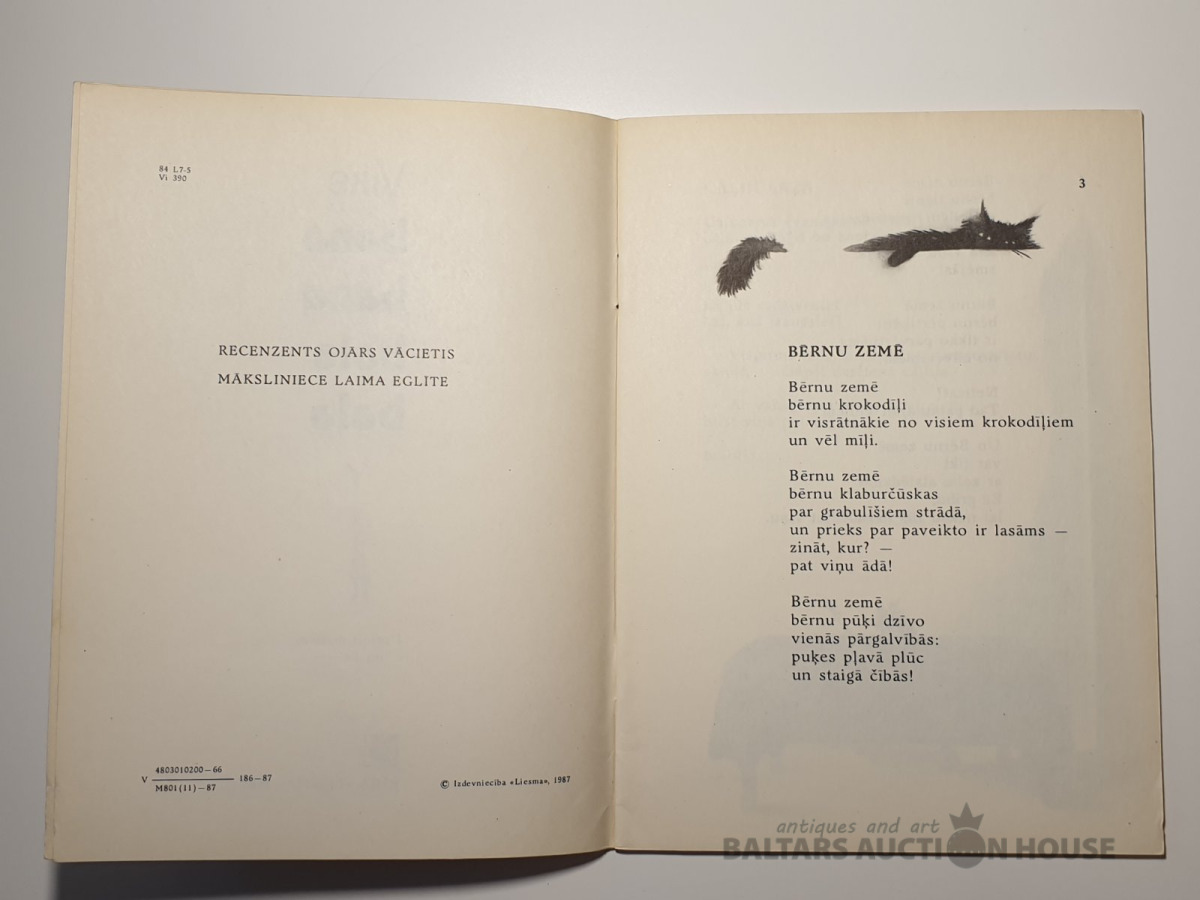 84 L7-5
Vi 390
RECENZENTS OJĀRS VĀCIETIS
MĀKSLINIECE LAIMA EGLĪTE
4803010200—66
V ——— 186—87
M801(11)—87
© Izdevniecība «Liesma», 1987
3
BĒRNU ZEMĒ
Bērnu zemē
bērnu krokodīļi
ir visrātnākie no visiem krokodīļiem
un vēl mīļi.
Bērnu zemē
bērnu klaburčūskas
par grabulīšiem strādā,
un prieks par paveikto ir lasāms —
zināt, kur? —
pat viņu ādā!
Bērnu zemē
bērnu pūķi dzīvo
vienās pārgalvībās:
puķes pļavā plūc
un staigā čībās!
antiques and art
BALTARS AUCTION HOUSE